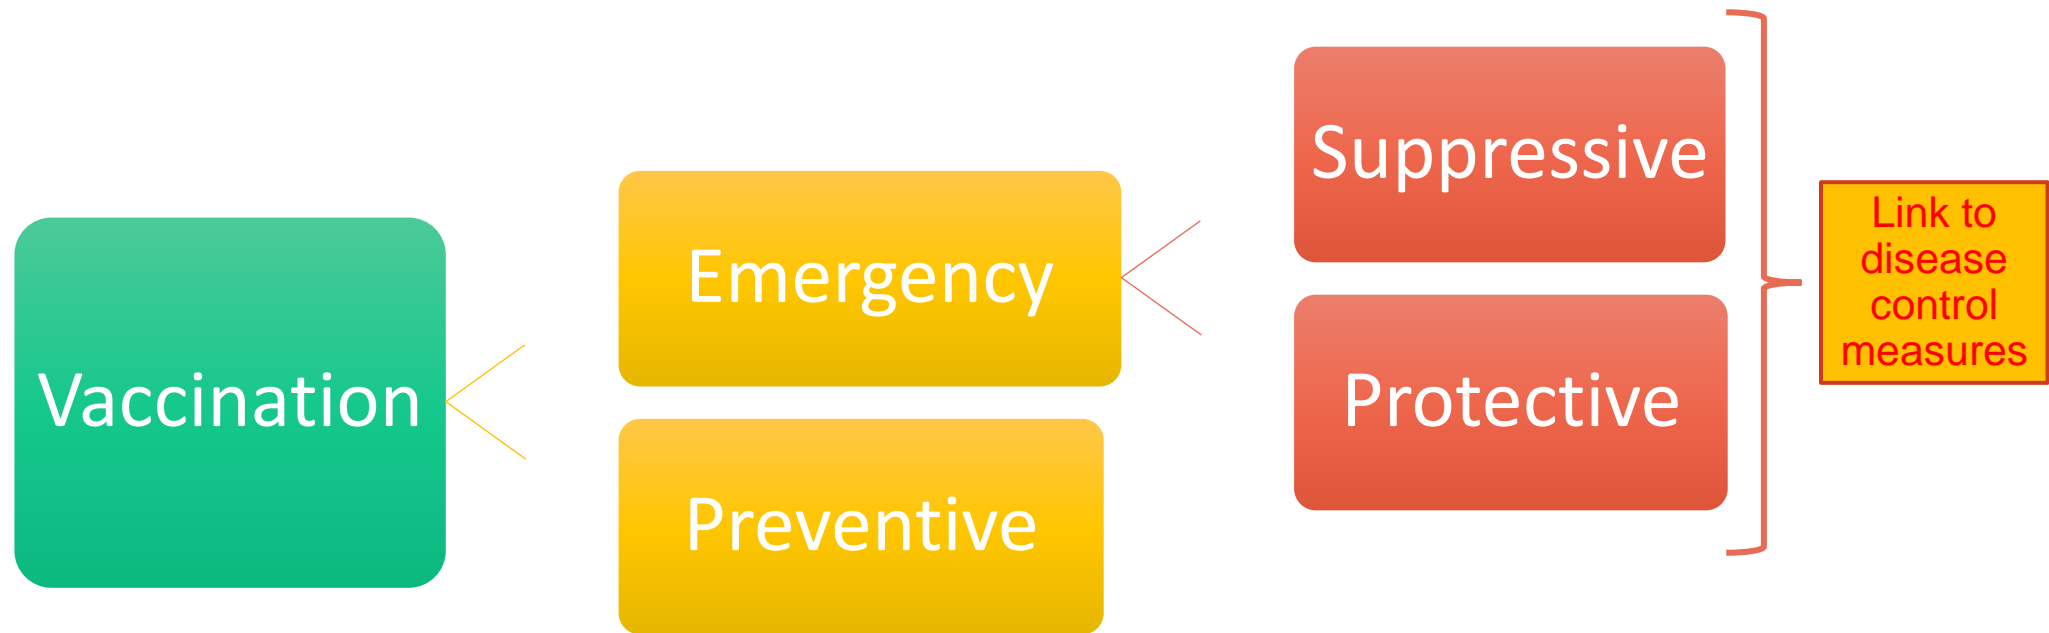 Vaccination
Emergency
Preventive
Suppressive
Protective
Link to
disease
control
measures